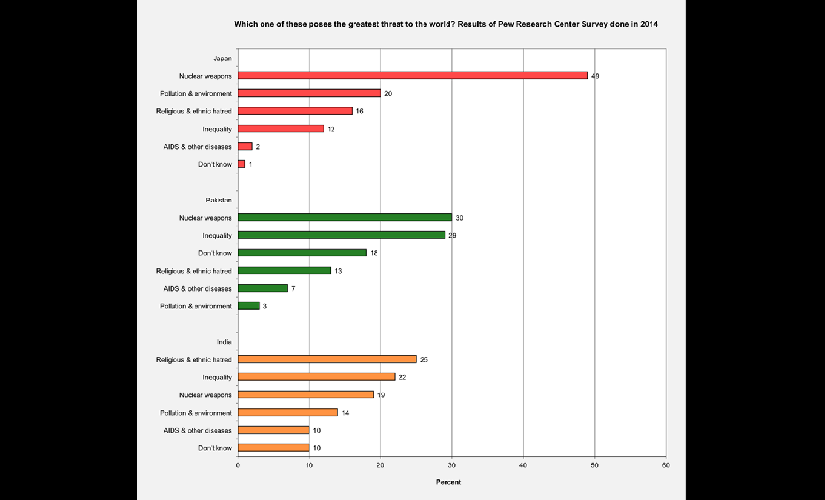 Which one of these poses the greatest threat to the world? Results of Pew Research Center Survey done in 2014
Japan
Nuclear weapons 49
Pollution & environment 20
Religious & ethnic hatred 16
Inequality 12
AIDS & other diseases 2
Don't know 1
Pakistan
Nuclear weapons 30
Inequality 29
Don't know 18
Religious & ethnic hatred 13
AIDS & other diseases 7
Pollution & environment 3
India
Religious & ethnic hatred 25
Inequality 22
Nuclear weapons 19
Pollution & environment 14
AIDS & other diseases 10
Don't know 10
0 10 20 30 40 50 60
Percent